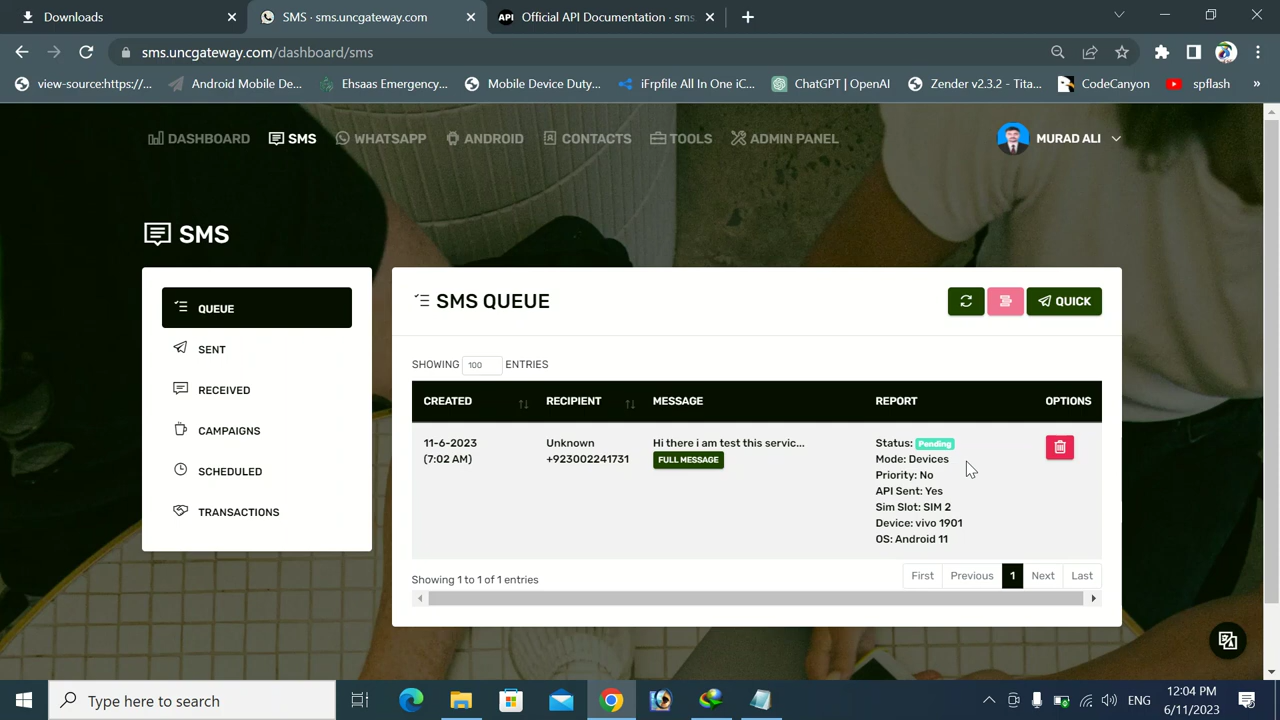 Downloads
SMS · sms.uncgateway.com
API Official API Documentation - sms
sms.uncgateway.com/dashboard/sms
view-source:https:/...
Android Mobile De...
Ehsaas Emergency...
Mobile Device Duty...
iFrpfile All In One iC...
ChatGPT | OpenAI
Zender v2.3.2 - Tita...
CodeCanyon
spflash
»
DASHBOARD
SMS
WHATSAPP
ANDROID
CONTACTS
TOOLS
ADMIN PANEL
MURAD ALI
SMS
QUEUE
SENT
RECEIVED
CAMPAIGNS
SCHEDULED
TRANSACTIONS
SMS QUEUE
QUICK
SHOWING 100 ENTRIES
CREATED RECIPIENT MESSAGE REPORT OPTIONS
11-6-2023
(7:02 AM)
Unknown
+923002241731
Hi there i am test this servic...
FULL MESSAGE
Status: Pending
Mode: Devices
Priority: No
API Sent: Yes
Sim Slot: SIM 2
Device: vivo 1901
OS: Android 11
Showing 1 to 1 of 1 entries
First Previous 1 Next Last
Type here to search
ENG
12:04 PM
6/11/2023